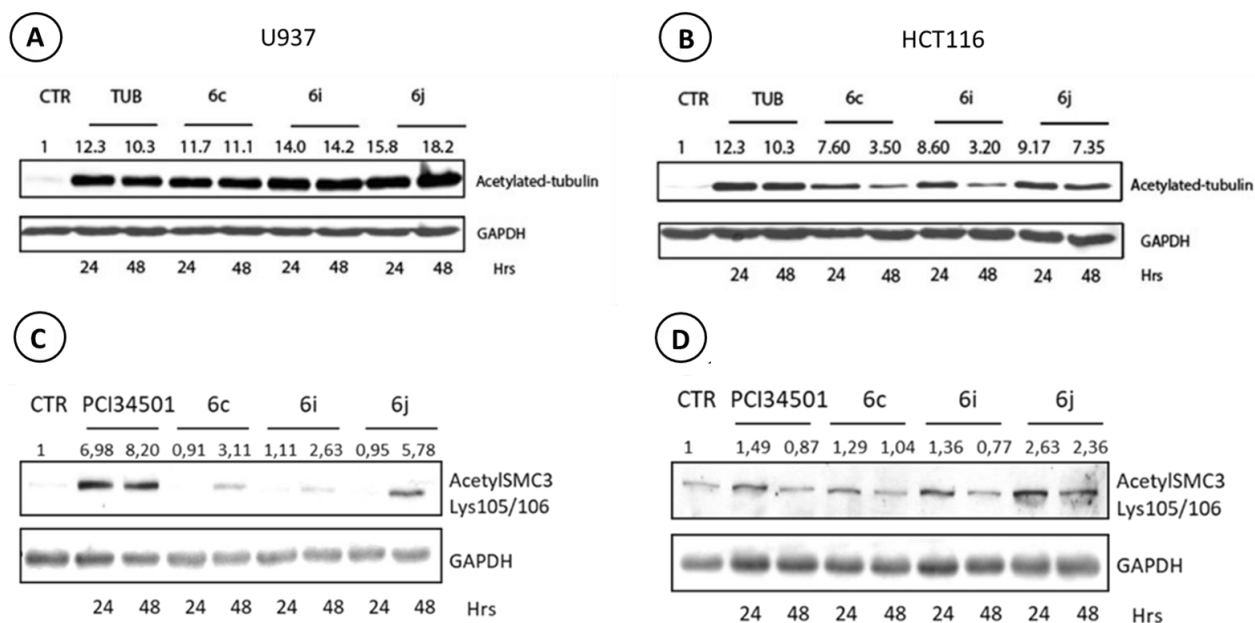 A
U937
CTR TUB 6c 6i 6j
1 12.3 10.3 11.7 11.1 14.0 14.2 15.8 18.2
Acetylated-tubulin
GAPDH
24 48 24 48 24 48 24 48 Hrs
B
HCT116
CTR TUB 6c 6i 6j
1 12.3 10.3 7.60 3.50 8.60 3.20 9.17 7.35
Acetylated-tubulin
GAPDH
24 48 24 48 24 48 24 48 Hrs
C
CTR PCI34501 6c 6i 6j
1 6,98 8,20 0,91 3,11 1,11 2,63 0,95 5,78
AcetylSMC3
Lys105/106
GAPDH
24 48 24 48 24 48 24 48 Hrs
D
CTR PCI34501 6c 6i 6j
1 1,49 0,87 1,29 1,04 1,36 0,77 2,63 2,36
AcetylSMC3
Lys105/106
GAPDH
24 48 24 48 24 48 24 48 Hrs